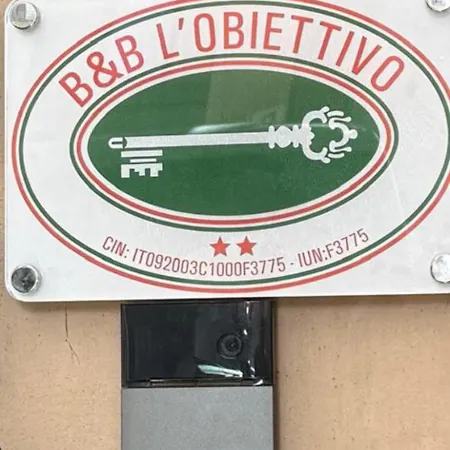 B&B L'OBIETTIVO
CIN: IT092003C1000F3775 - IUN:F3775